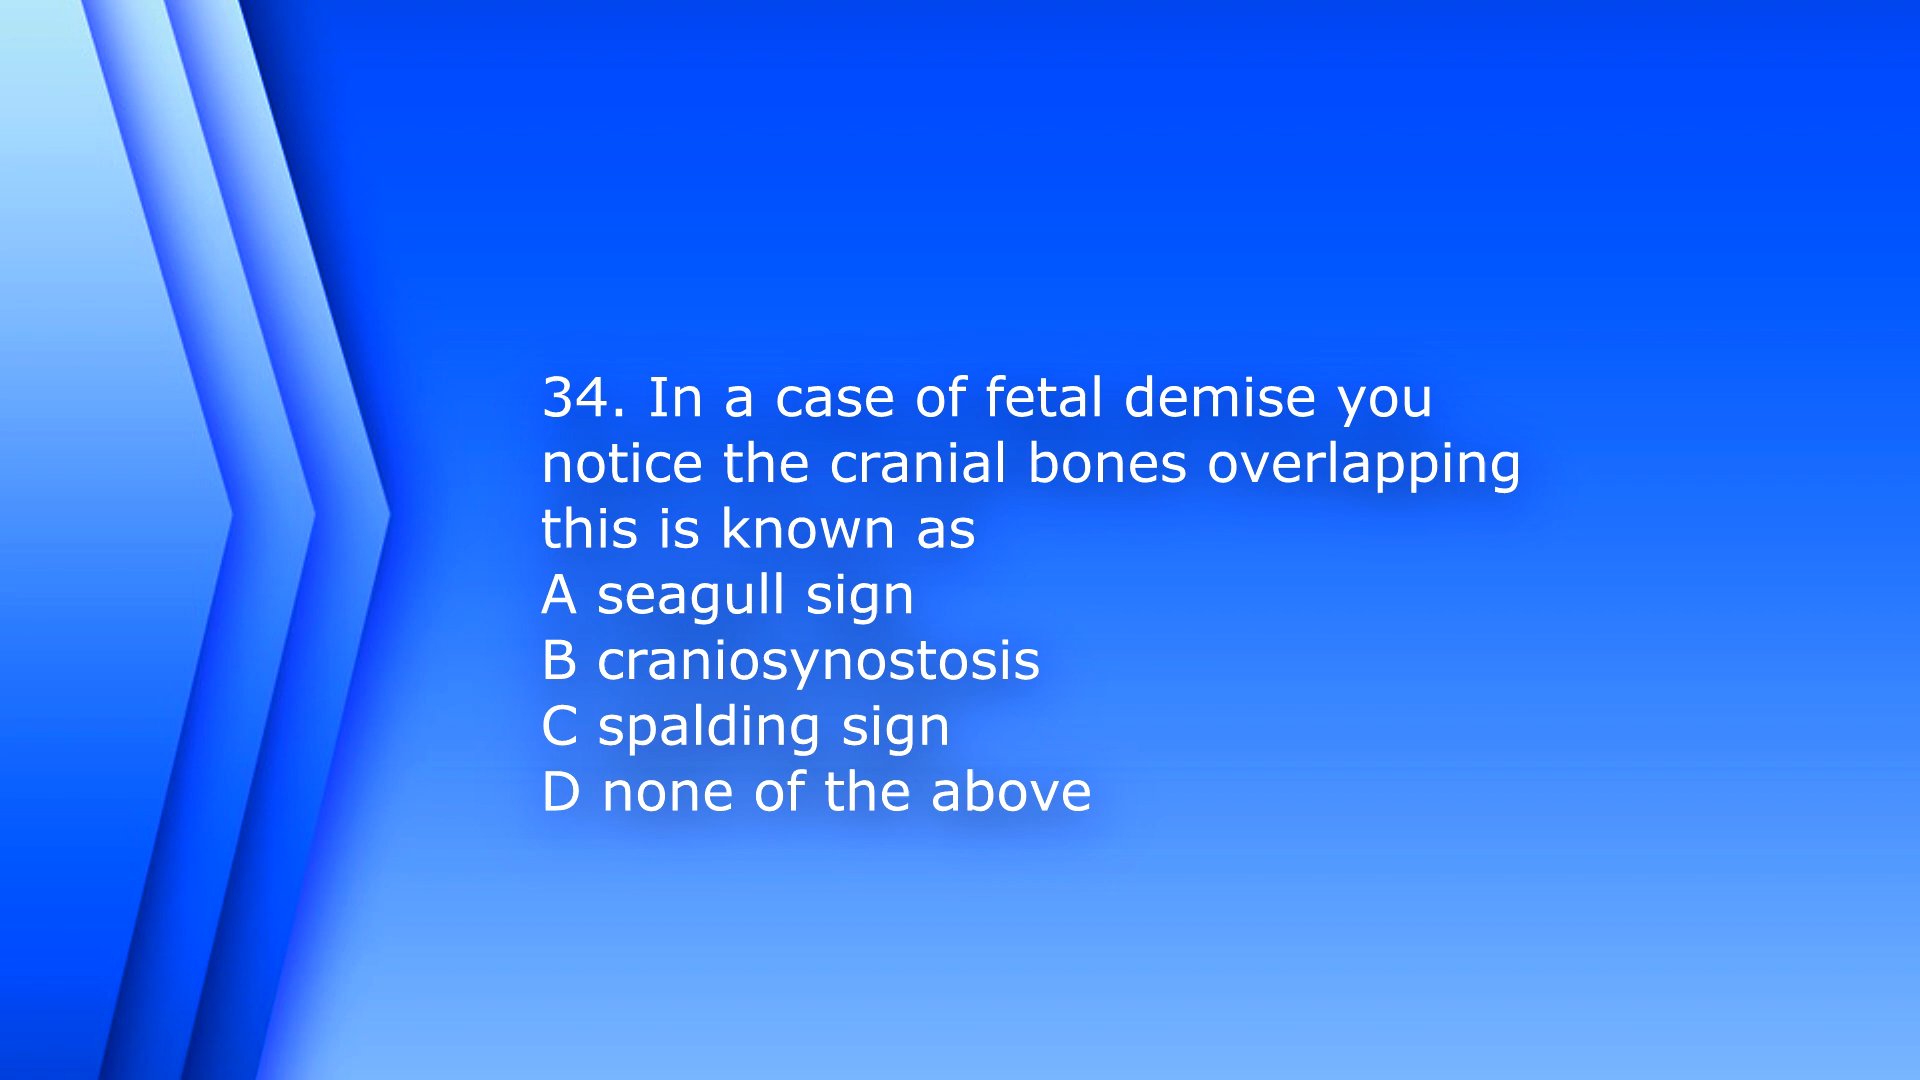 34. In a case of fetal demise you
notice the cranial bones overlapping
this is known as
A seagull sign
B craniosynostosis
C spalding sign
D none of the above